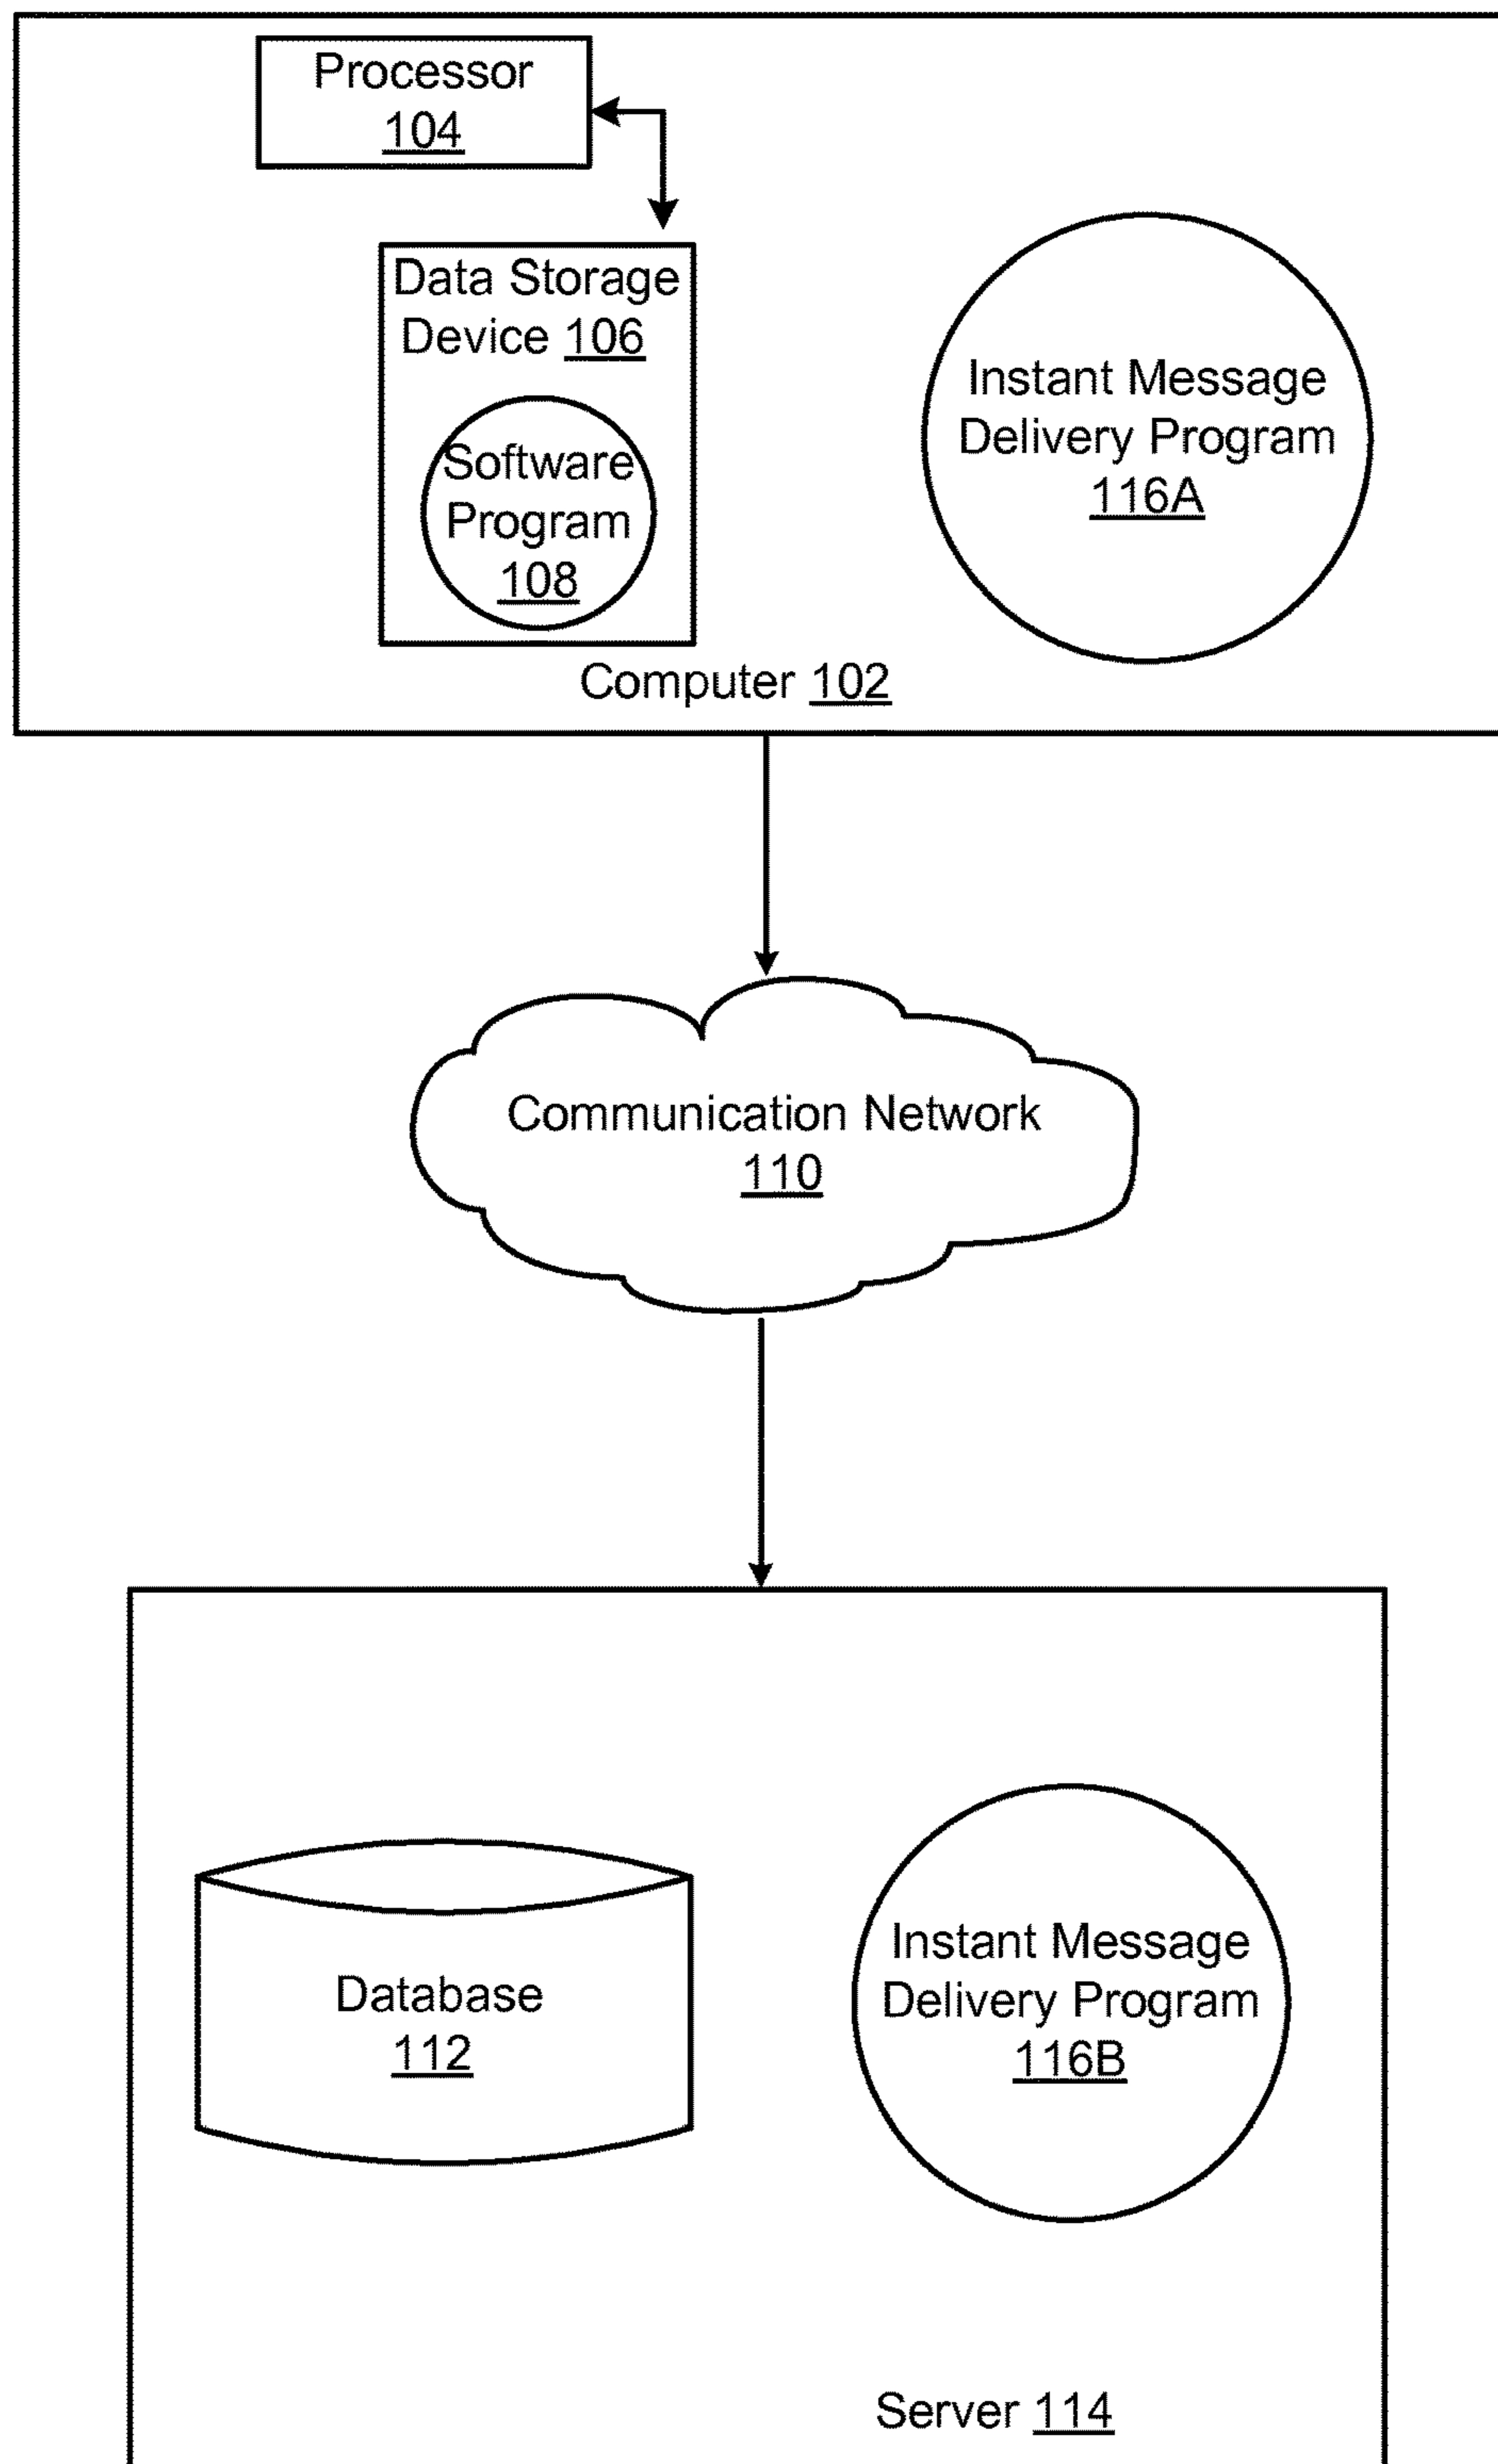 Processor
104
Data Storage
Device 106
Software
Program
108
Instant Message
Delivery Program
116A
Computer 102
Communication Network
110
Database
112
Instant Message
Delivery Program
116B
Server 114